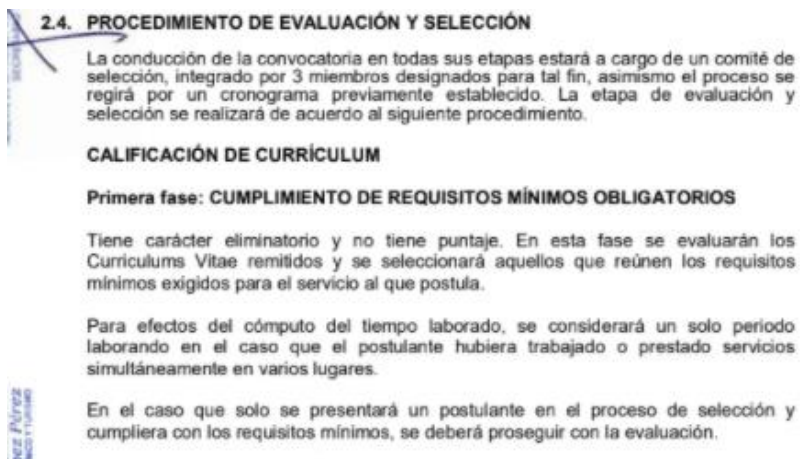 2.4. PROCEDIMIENTO DE EVALUACIÓN Y SELECCIÓN
La conducción de la convocatoria en todas sus etapas estará a cargo de un comité de
selección, integrado por 3 miembros designados para tal fin, asimismo el proceso se
regirá por un cronograma previamente establecido. La etapa de evaluación y
selección se realizará de acuerdo al siguiente procedimiento.
CALIFICACIÓN DE CURRÍCULUM
Primera fase: CUMPLIMIENTO DE REQUISITOS MÍNIMOS OBLIGATORIOS
Tiene carácter eliminatorio y no tiene puntaje. En esta fase se evaluarán los
Curriculums Vitae remitidos y se seleccionará aquellos que reúnen los requisitos
mínimos exigidos para el servicio al que postula.
Para efectos del cómputo del tiempo laborado, se considerará un solo periodo
laborando en el caso que el postulante hubiera trabajado o prestado servicios
simultáneamente en varios lugares.
En el caso que solo se presentará un postulante en el proceso de selección y
cumpliera con los requisitos mínimos, se deberá proseguir con la evaluación.
Pérez